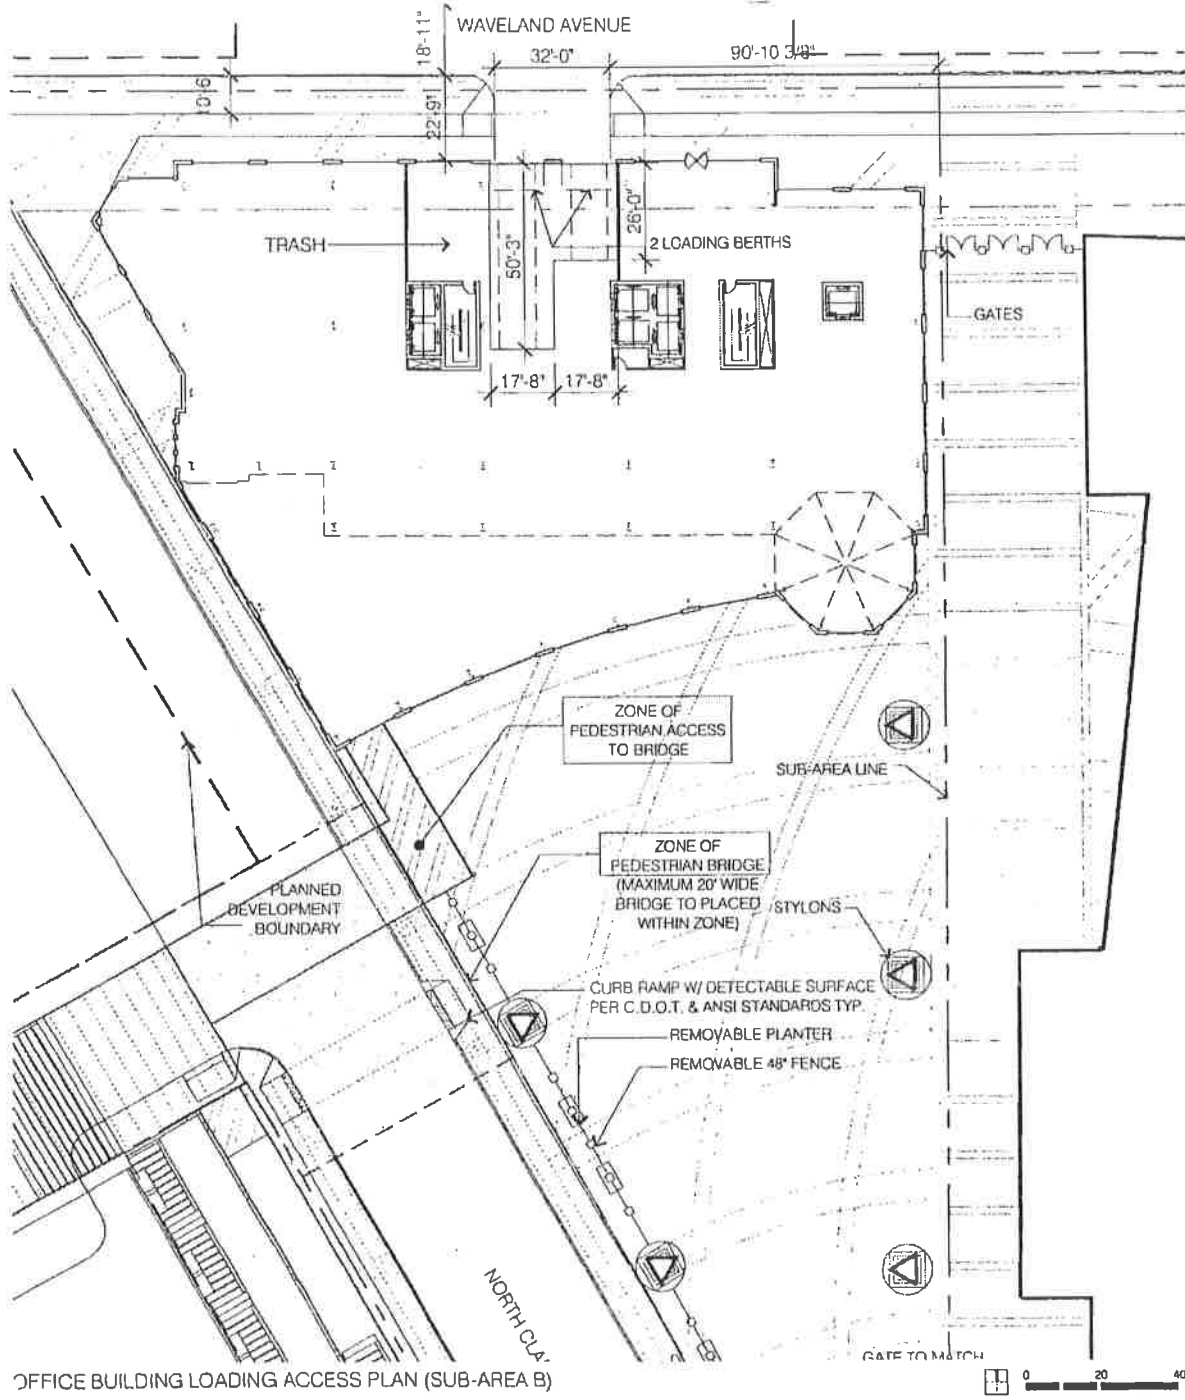 WAVELAND AVENUE
18'-11"
32'-0"
90'-10 3/8"
10'-6"
22'-9"
TRASH
50'-3"
26'-0"
2 LOADING BERTHS
GATES
17'-8" 17'-8"
ZONE OF
PEDESTRIAN ACCESS
TO BRIDGE
SUB-AREA LINE
ZONE OF
PEDESTRIAN BRIDGE
(MAXIMUM 20' WIDE
BRIDGE TO PLACED
WITHIN ZONE)
PLANNED
DEVELOPMENT
BOUNDARY
STYLONS
CURB RAMP W/ DETECTABLE SURFACE
PER C.D.O.T. & ANSI STANDARDS TYP.
REMOVABLE PLANTER
REMOVABLE 48" FENCE
NORTH CLA
GATE TO MATCH
OFFICE BUILDING LOADING ACCESS PLAN (SUB-AREA B)
0 20 40